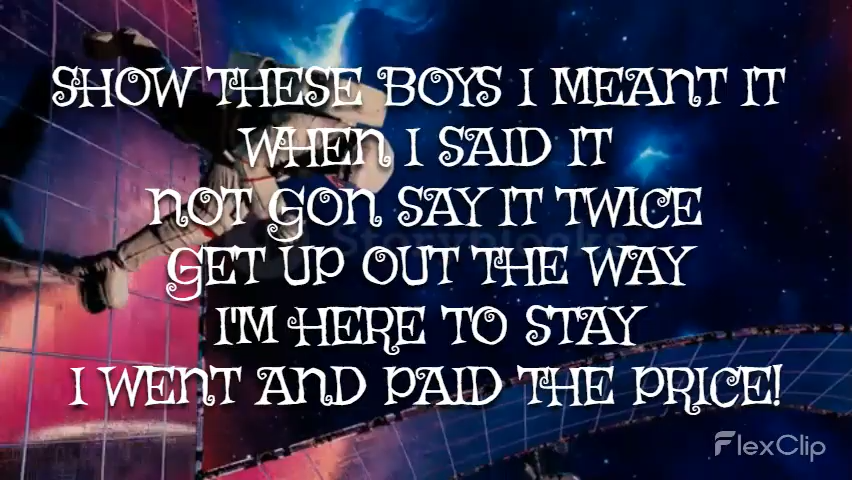 SHOW THESE BOYS I MEANT IT
WHEN I SAID IT
NOT GON SAY IT TWICE
GET UP OUT THE WAY
I'M HERE TO STAY
I WENT AND PAID THE PRICE!
FlexClip